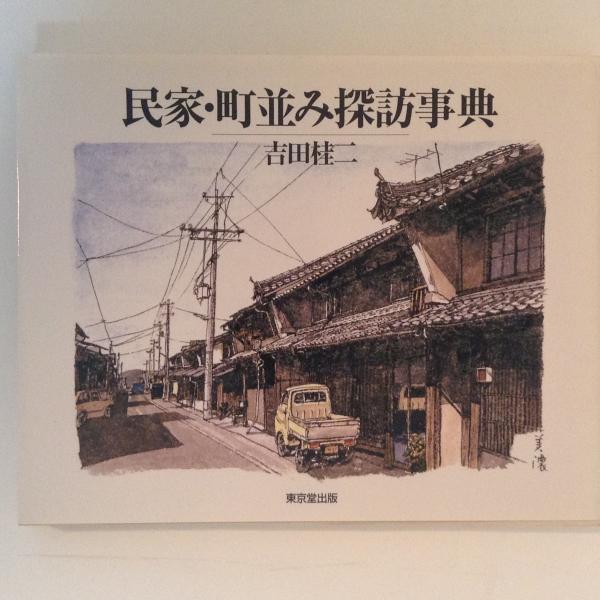 民家・町並み探訪事典
吉田桂二
美濃
東京堂出版